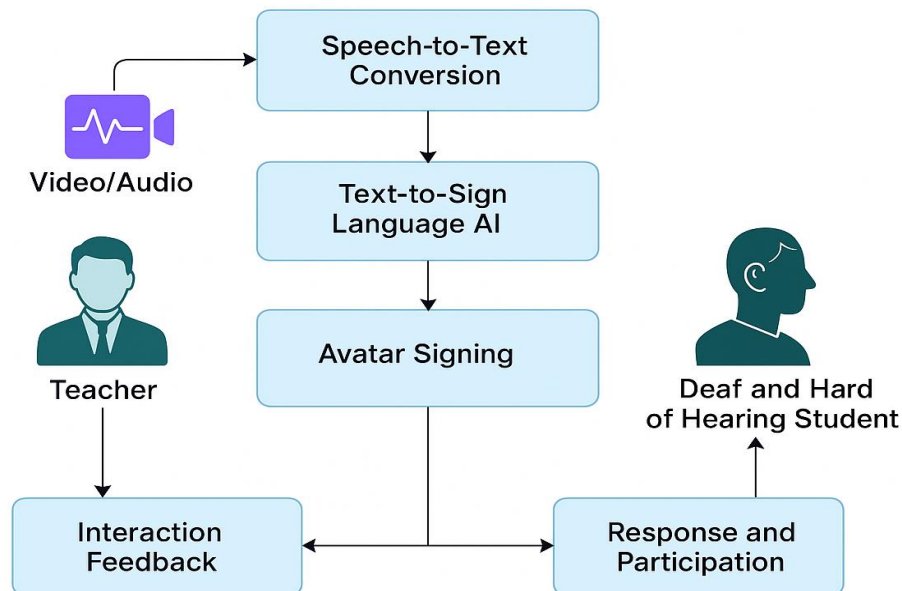 Speech-to-Text
Conversion
Video/Audio
Text-to-Sign
Language AI
Avatar Signing
Teacher
Deaf and Hard
of Hearing Student
Interaction
Feedback
Response and
Participation